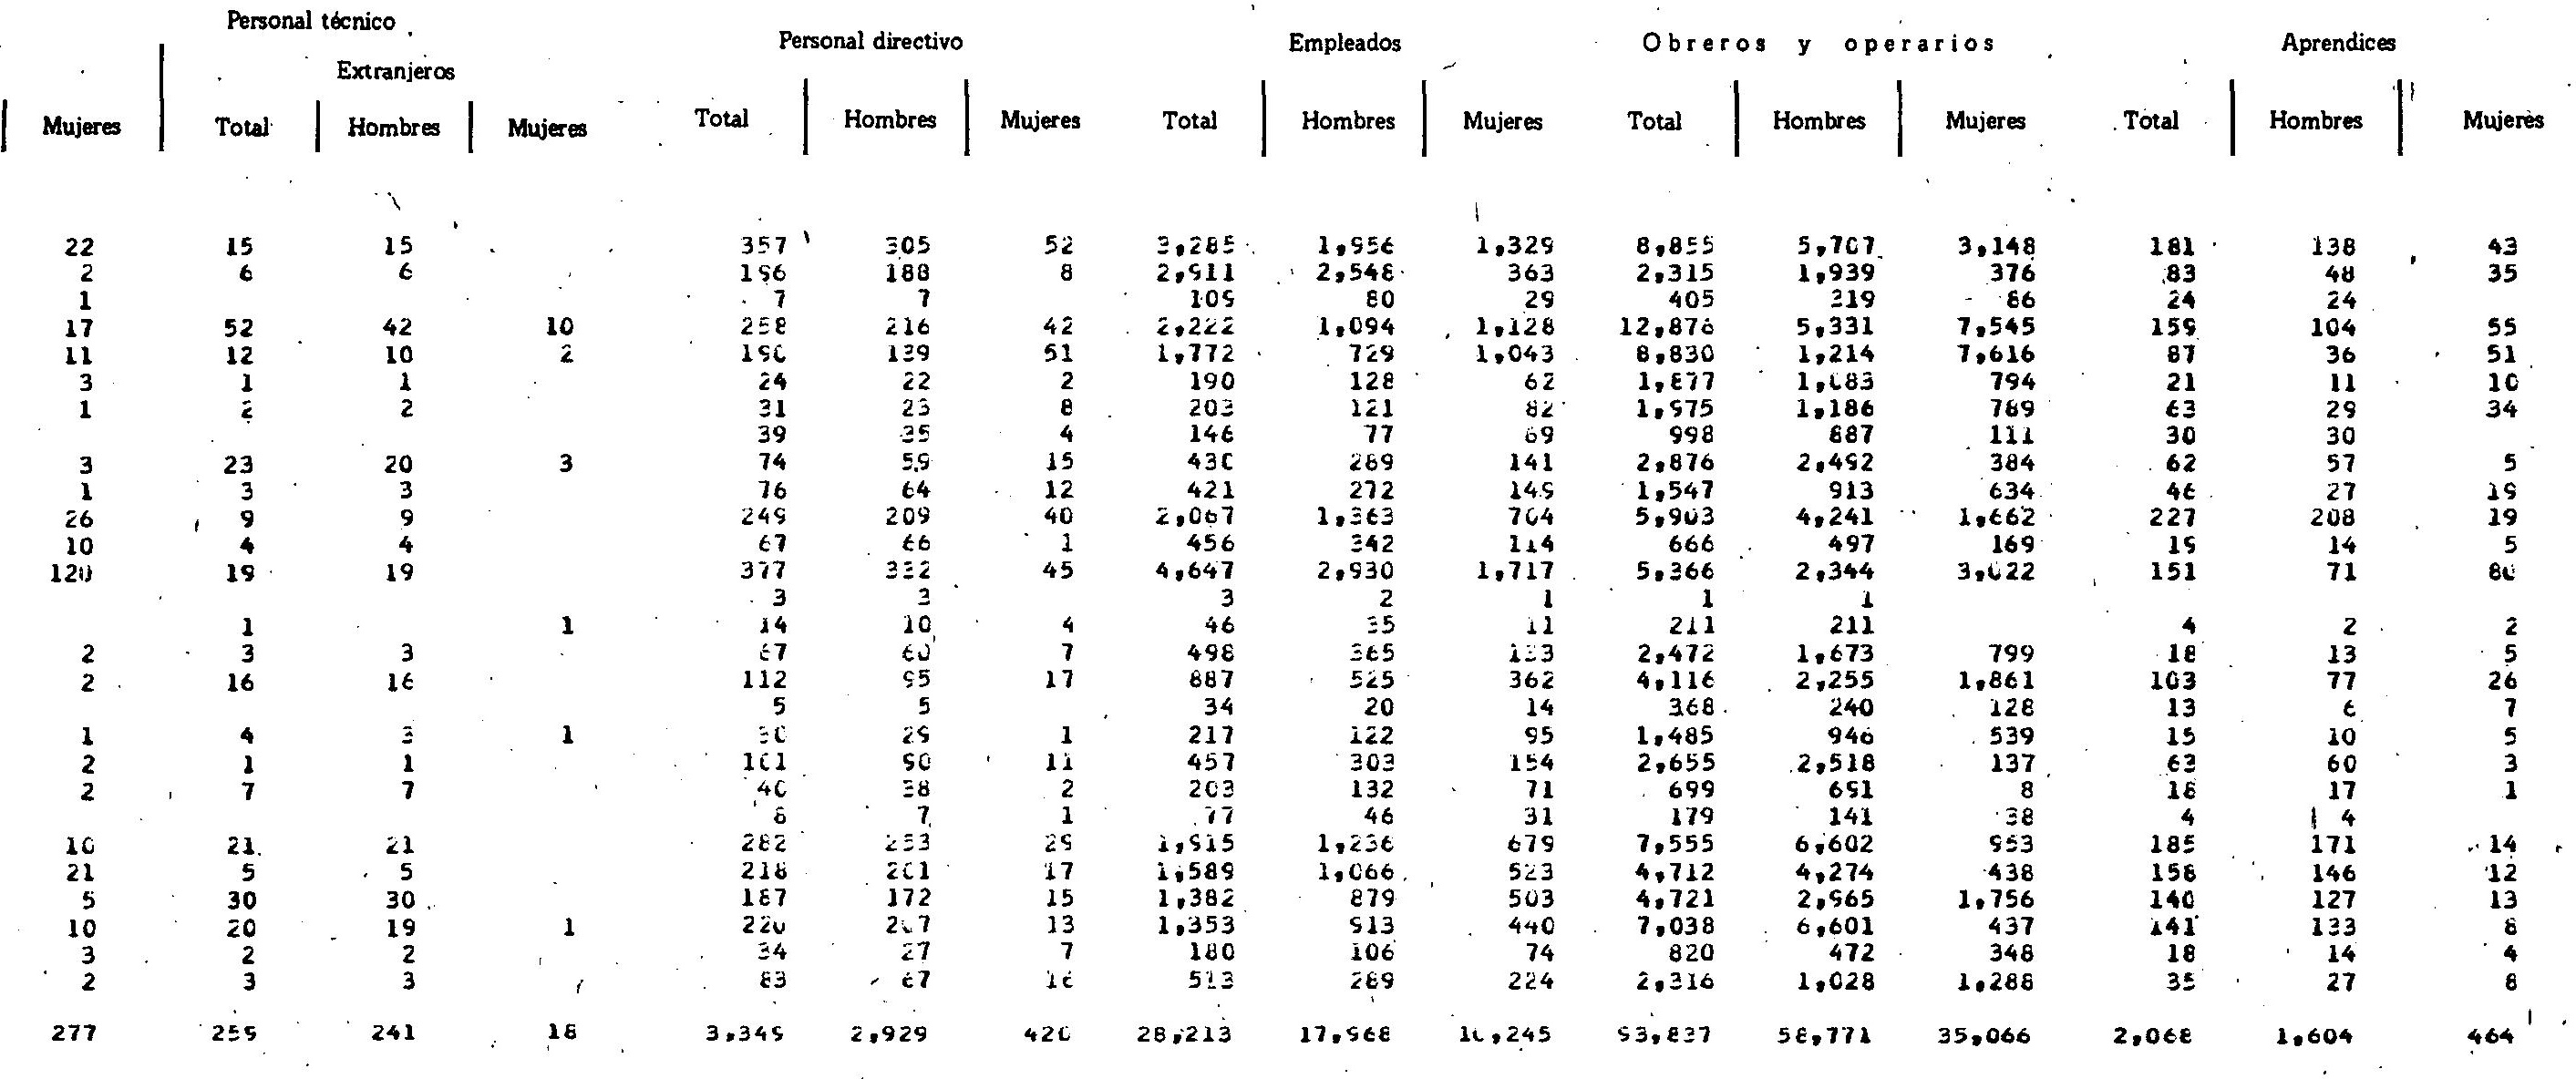 Personal técnico
Personal directivo Empleados Obreros y operarios Aprendices
Extranjeros
Mujeres Total Hombres Mujeres Total Hombres Mujeres Total Hombres Mujeres Total Hombres Mujeres Total Hombres Mujeres
22 15 15 357 305 52 3,285 1,956 1,329 8,855 5,707 3,148 181 138 43
2 6 6 196 188 8 2,911 2,548 363 2,315 1,939 376 83 48 35
1 7 7 109 80 29 405 319 86 24 24
17 52 42 10 258 216 42 2,222 1,094 1,128 12,876 5,331 7,545 159 104 55
11 12 10 2 190 139 51 1,772 729 1,043 8,830 1,214 7,616 87 36 51
3 1 1 24 22 2 190 128 62 1,877 1,083 794 21 11 10
1 2 2 31 23 8 203 121 82 1,975 1,186 789 63 29 34
39 35 4 146 77 69 998 887 111 30 30
3 23 20 3 74 59 15 430 289 141 2,876 2,492 384 62 57 5
1 3 3 76 64 12 421 272 149 1,547 913 634 46 27 19
26 9 9 249 209 40 2,067 1,363 704 5,903 4,241 1,662 227 208 19
10 4 4 67 66 1 456 342 114 666 497 169 19 14 5
120 19 19 377 332 45 4,647 2,930 1,717 5,366 2,344 3,022 151 71 80
3 3 3 2 1 1 1
1 1 14 10 4 46 35 11 211 211 4 2 2
2 3 3 67 60 7 498 365 133 2,472 1,673 799 18 13 5
2 16 16 112 95 17 887 525 362 4,116 2,255 1,861 103 77 26
5 5 34 20 14 368 240 128 13 6 7
1 4 3 1 30 29 1 217 122 95 1,485 946 539 15 10 5
2 1 1 101 90 11 457 303 154 2,655 2,518 137 63 60 3
2 7 7 40 38 2 203 132 71 699 691 8 18 17 1
8 7 1 77 46 31 179 141 38 4 4
10 21 21 282 253 29 1,915 1,236 679 7,555 6,602 953 185 171 14
21 5 5 218 201 17 1,589 1,066 523 4,712 4,274 438 158 146 12
5 30 30 187 172 15 1,382 879 503 4,721 2,965 1,756 140 127 13
10 20 19 1 220 207 13 1,353 913 440 7,038 6,601 437 141 133 8
3 2 2 34 27 7 180 106 74 820 472 348 18 14 4
2 3 3 83 67 16 513 289 224 2,316 1,028 1,288 35 27 8
277 259 241 18 3,349 2,929 420 28,213 17,968 10,245 93,837 58,771 35,066 2,068 1,604 464